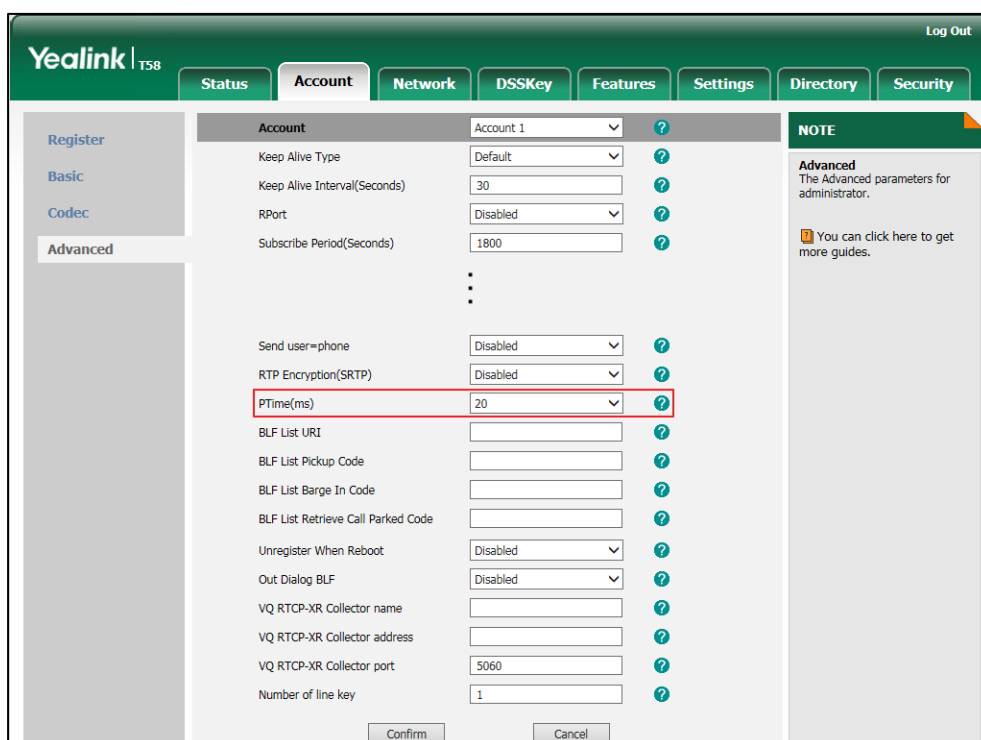 Log Out
Yealink | T58
Status Account Network DSSKey Features Settings Directory Security
Register
Basic
Codec
Advanced
Account Account 1 ?
Keep Alive Type Default ?
Keep Alive Interval(Seconds) 30 ?
RPort Disabled ?
Subscribe Period(Seconds) 1800 ?
Send user=phone Disabled ?
RTP Encryption(SRTP) Disabled ?
PTime(ms) 20 ?
BLF List URI ?
BLF List Pickup Code ?
BLF List Barge In Code ?
BLF List Retrieve Call Parked Code ?
Unregister When Reboot Disabled ?
Out Dialog BLF Disabled ?
VQ RTCP-XR Collector name ?
VQ RTCP-XR Collector address ?
VQ RTCP-XR Collector port 5060 ?
Number of line key 1 ?
Confirm Cancel
NOTE
Advanced
The Advanced parameters for
administrator.
? You can click here to get
more guides.